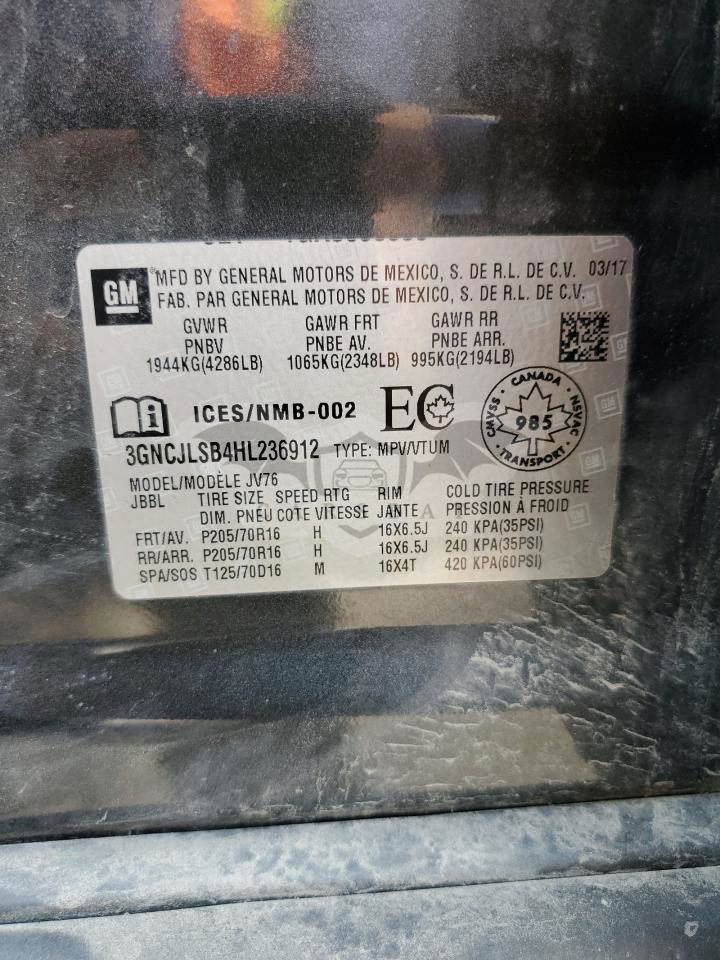 GM
MFD BY GENERAL MOTORS DE MEXICO, S. DE R.L. DE C.V. 03/17
FAB. PAR GENERAL MOTORS DE MEXICO, S. DE R.L. DE C.V.
GVWR GAWR FRT GAWR RR
PNBV PNBE AV. PNBE ARR.
1944KG(4286LB) 1065KG(2348LB) 995KG(2194LB)
ICES/NMB-002 EC
CANADA CMVSS NSVAC 985 TRANSPORT
3GNCJLSB4HL236912 TYPE: MPV/VTUM
MODEL/MODÈLE JV76
JBBL TIRE SIZE SPEED RTG RIM COLD TIRE PRESSURE
DIM. PNEU COTE VITESSE JANTE PRESSION À FROID
FRT/AV. P205/70R16 H 16X6.5J 240 KPA(35PSI)
RR/ARR. P205/70R16 H 16X6.5J 240 KPA(35PSI)
SPA/SOS T125/70D16 M 16X4T 420 KPA(60PSI)